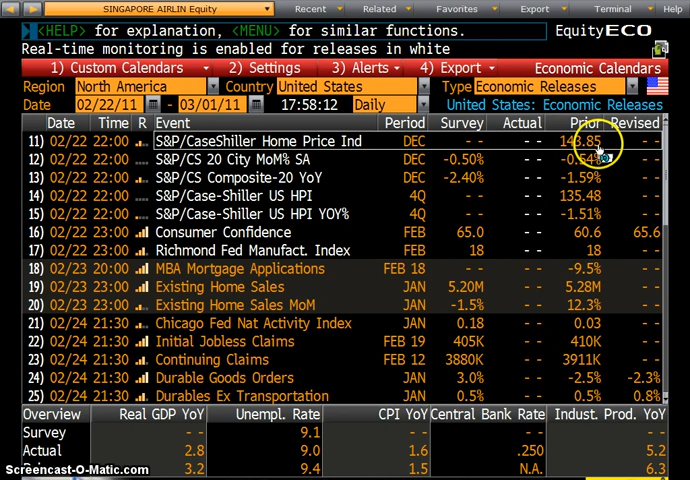 SINGAPORE AIRLIN Equity Recent Related Favorites Export Terminal Help
<HELP> for explanation, <MENU> for similar functions. EquityECO
Real-time monitoring is enabled for releases in white
1) Custom Calendars 2) Settings 3) Alerts 4) Export Economic Calendars
Region North America Country United States Type Economic Releases
Date 02/22/11 - 03/01/11 17:58:12 Daily United States: Economic Releases
Date Time R Event Period Survey Actual Prior Revised
11) 02/22 22:00 S&P/CaseShiller Home Price Ind DEC -- -- 143.85 --
12) 02/22 22:00 S&P/CS 20 City MoM% SA DEC -0.50% -- -0.54% --
13) 02/22 22:00 S&P/CS Composite-20 YoY DEC -2.40% -- -1.59% --
14) 02/22 22:00 S&P/Case-Shiller US HPI 4Q -- -- 135.48 --
15) 02/22 22:00 S&P/Case-Shiller US HPI YOY% 4Q -- -- -1.51% --
16) 02/22 23:00 Consumer Confidence FEB 65.0 -- 60.6 65.6
17) 02/22 23:00 Richmond Fed Manufact. Index FEB 18 -- 18 --
18) 02/23 20:00 MBA Mortgage Applications FEB 18 -- -- -9.5% --
19) 02/23 23:00 Existing Home Sales JAN 5.20M -- 5.28M --
20) 02/23 23:00 Existing Home Sales MoM JAN -1.5% -- 12.3% --
21) 02/24 21:30 Chicago Fed Nat Activity Index JAN 0.18 -- 0.03 --
22) 02/24 21:30 Initial Jobless Claims FEB 19 405K -- 410K --
23) 02/24 21:30 Continuing Claims FEB 12 3880K -- 3911K --
24) 02/24 21:30 Durable Goods Orders JAN 3.0% -- -2.5% -2.3%
25) 02/24 21:30 Durables Ex Transportation JAN 0.5% -- 0.5% 0.8%
Overview Real GDP YoY Unempl. Rate CPI YoY Central Bank Rate Indust. Prod. YoY
Survey -- 9.1 -- -- --
Actual 2.8 9.0 1.6 .250 5.2
3.2 9.4 1.5 N.A. 6.3
Screencast-O-Matic.com